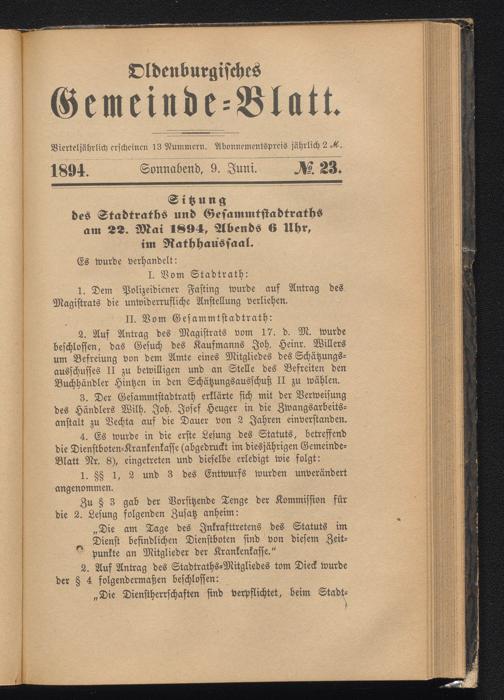 Oldenburgisches
Gemeinde-Blatt.
Vierteljährlich erscheinen 13 Nummern. Abonnementspreis jährlich 2 ℳ.
1894. Sonnabend, 9. Juni. № 23.
Sitzung
des Stadtraths und Gesammtstadtraths
am 22. Mai 1894, Abends 6 Uhr,
im Rathhaussaal.
Es wurde verhandelt:
I. Vom Stadtrath:
1. Dem Polizeidiener Fasting wurde auf Antrag des
Magistrats die unwiderrufliche Anstellung verliehen.
II. Vom Gesammtstadtrath:
2. Auf Antrag des Magistrats vom 17. d. M. wurde
beschlossen, das Gesuch des Kaufmanns Joh. Heinr. Willers
um Befreiung von dem Amte eines Mitgliedes des Schätzungs-
ausschusses II zu bewilligen und an Stelle des Befreiten den
Buchhändler Hintzen in den Schätzungsausschuß II zu wählen.
3. Der Gesammtstadtrath erklärte sich mit der Verweisung
des Händlers Wilh. Joh. Josef Heuger in die Zwangsarbeits-
anstalt zu Vechta auf die Dauer von 2 Jahren einverstanden.
4. Es wurde in die erste Lesung des Statuts, betreffend
die Dienstboten-Krankenkasse (abgedruckt im diesjährigen Gemeinde-
Blatt Nr. 8), eingetreten und dieselbe erledigt wie folgt:
1. §§ 1, 2 und 3 des Entwurfs wurden unverändert
angenommen.
Zu § 3 gab der Vorsitzende Tenge der Kommission für
die 2. Lesung folgenden Zusatz anheim:
„Die am Tage des Inkrafttretens des Statuts im
Dienst befindlichen Dienstboten sind von diesem Zeit-
punkte an Mitglieder der Krankenkasse.“
2. Auf Antrag des Stadtraths-Mitgliedes tom Dieck wurde
der § 4 folgendermaßen beschlossen:
„Die Dienstherrschaften sind verpflichtet, beim Stadt-